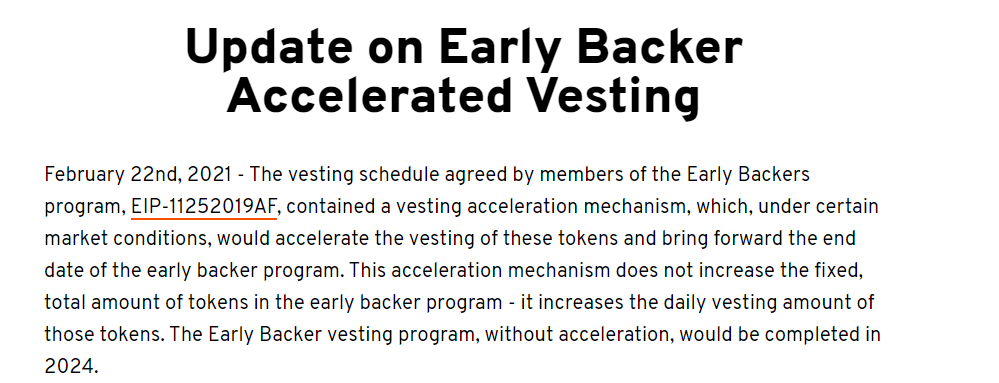 Update on Early Backer
Accelerated Vesting
February 22nd, 2021 - The vesting schedule agreed by members of the Early Backers
program, EIP-11252019AF, contained a vesting acceleration mechanism, which, under certain
market conditions, would accelerate the vesting of these tokens and bring forward the end
date of the early backer program. This acceleration mechanism does not increase the fixed,
total amount of tokens in the early backer program - it increases the daily vesting amount of
those tokens. The Early Backer vesting program, without acceleration, would be completed in
2024.